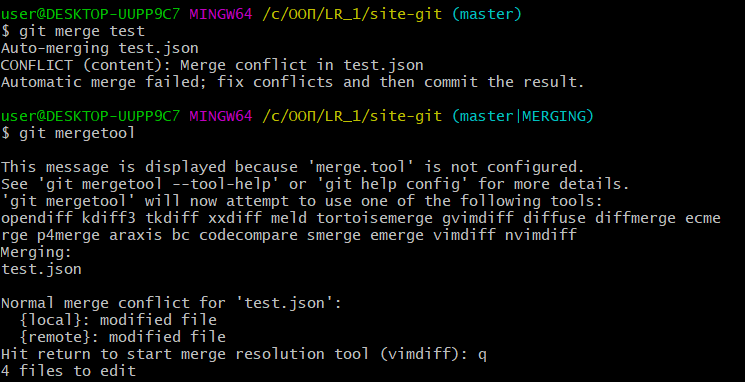 user@DESKTOP-UUPP9C7 MINGW64 /c/ООП/LR_1/site-git (master)
$ git merge test
Auto-merging test.json
CONFLICT (content): Merge conflict in test.json
Automatic merge failed; fix conflicts and then commit the result.
user@DESKTOP-UUPP9C7 MINGW64 /c/ООП/LR_1/site-git (master|MERGING)
$ git mergetool
This message is displayed because 'merge.tool' is not configured.
See 'git mergetool --tool-help' or 'git help config' for more details.
'git mergetool' will now attempt to use one of the following tools:
opendiff kdiff3 tkdiff xxdiff meld tortoisemerge gvimdiff diffuse diffmerge ecme
rge p4merge araxis bc codecompare smerge emerge vimdiff nvimdiff
Merging:
test.json
Normal merge conflict for 'test.json':
  {local}: modified file
  {remote}: modified file
Hit return to start merge resolution tool (vimdiff): q
4 files to edit